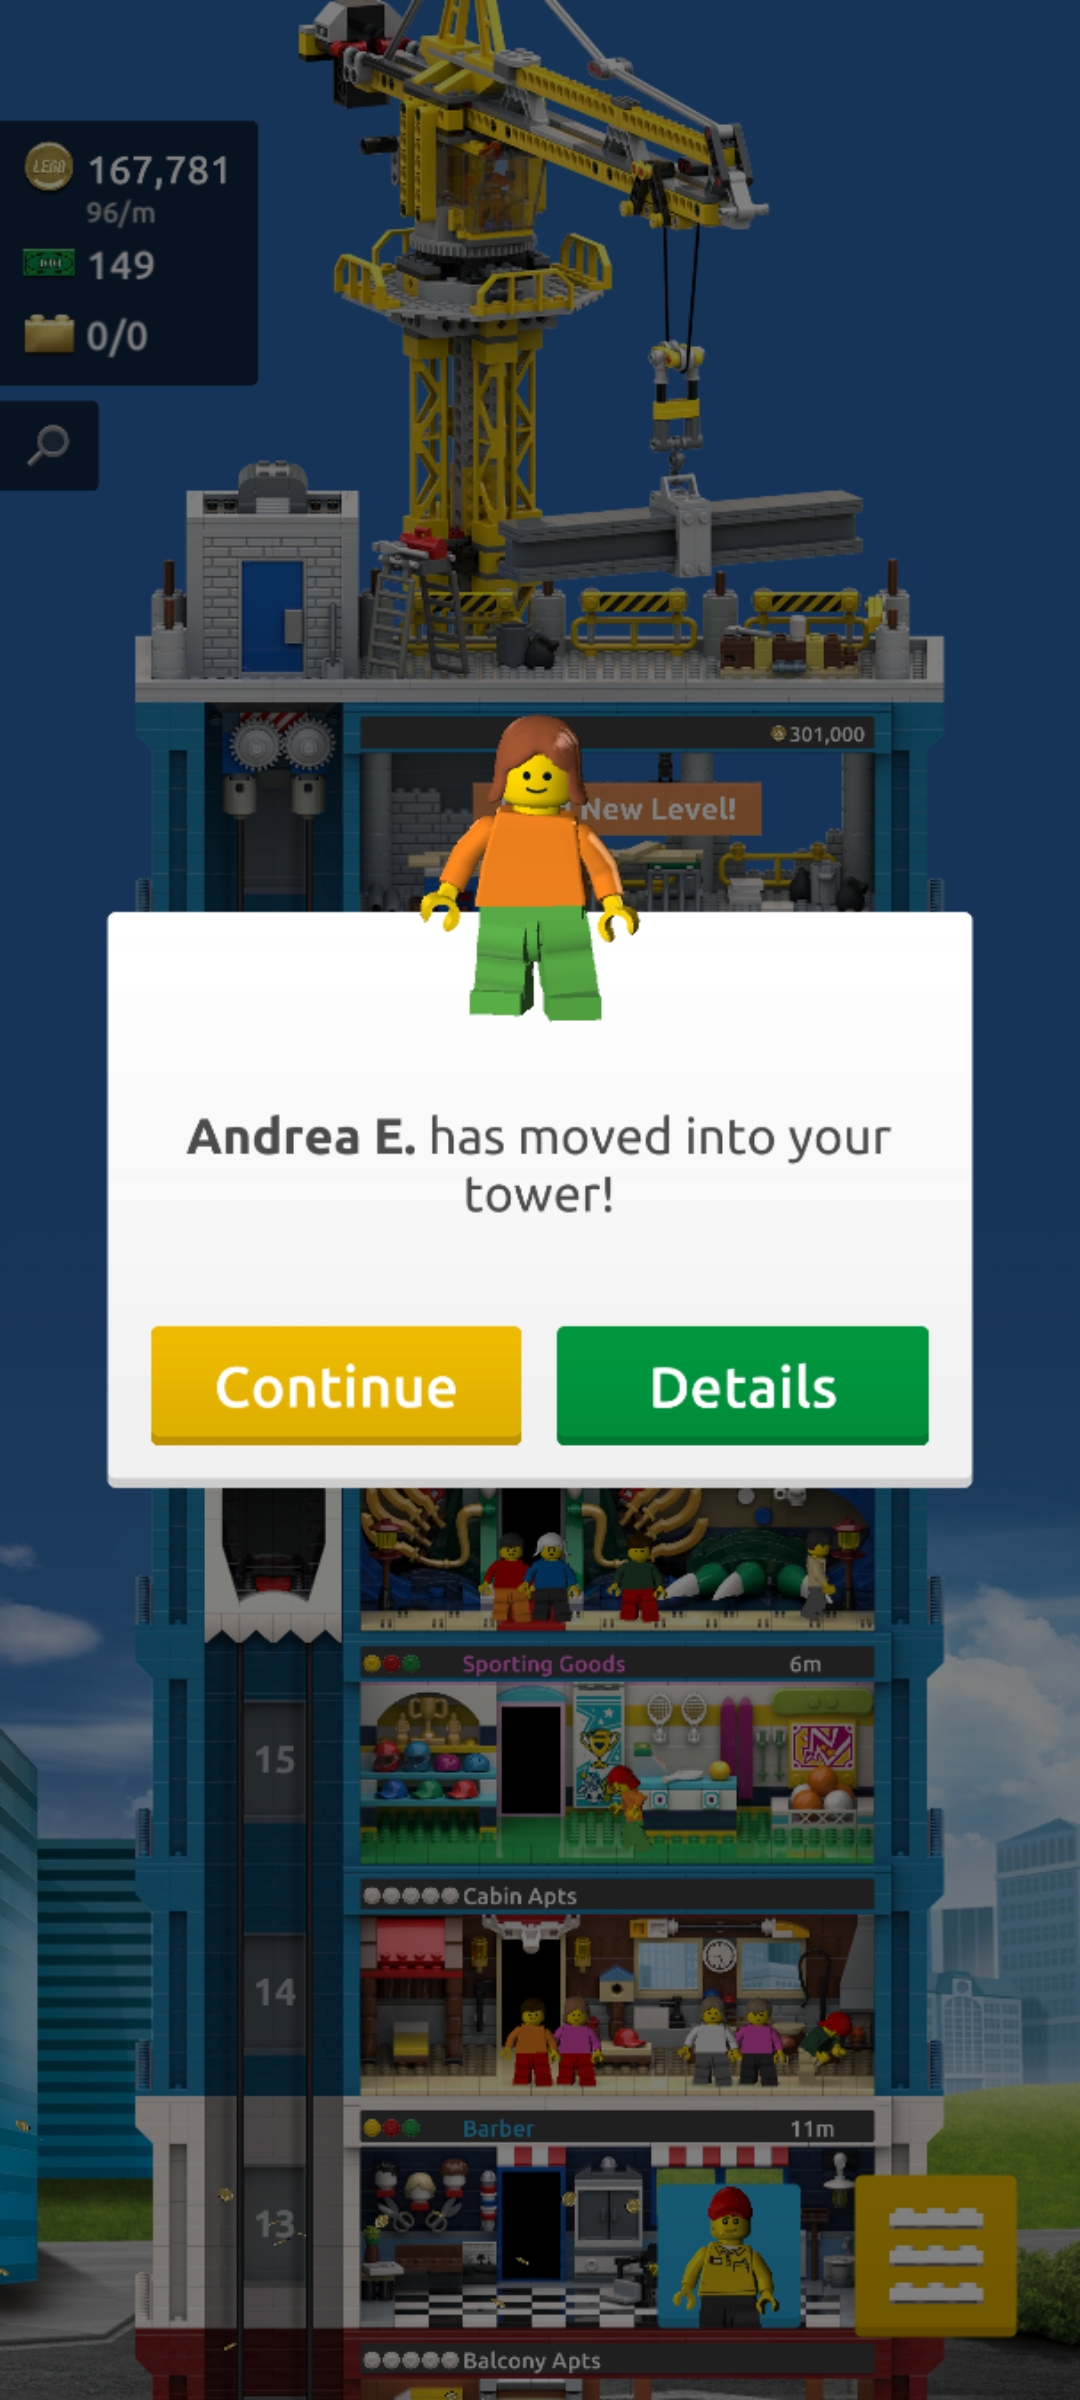 LEGO 167,781
96/m
149
0/0
301,000
New Level!
Andrea E. has moved into your
tower!
Continue
Details
Sporting Goods 6m
15
Cabin Apts
14
Barber 11m
13
Balcony Apts